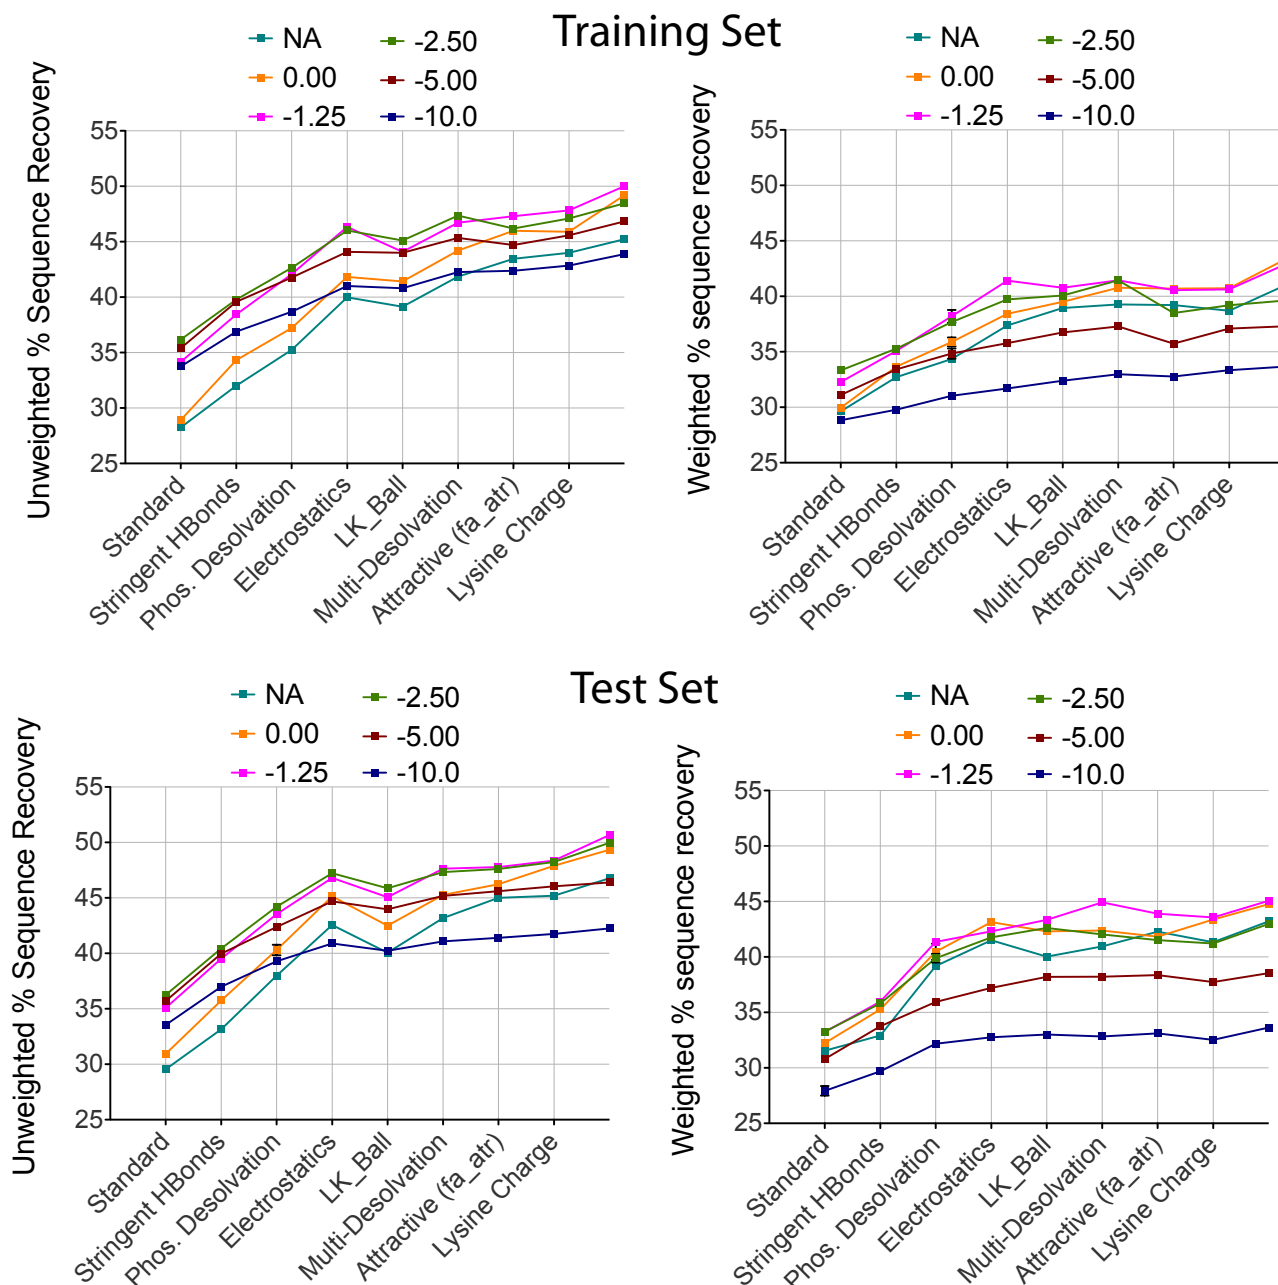 Training Set
NA
0.00
-1.25
-2.50
-5.00
-10.0
Unweighted % Sequence Recovery
55
50
45
40
35
30
25
Standard
Stringent HBonds
Phos. Desolvation
Electrostatics
LK_Ball
Multi-Desolvation
Attractive (fa_atr)
Lysine Charge
NA
0.00
-1.25
-2.50
-5.00
-10.0
Weighted % sequence recovery
55
50
45
40
35
30
25
Standard
Stringent HBonds
Phos. Desolvation
Electrostatics
LK_Ball
Multi-Desolvation
Attractive (fa_atr)
Lysine Charge
Test Set
NA
0.00
-1.25
-2.50
-5.00
-10.0
Unweighted % Sequence Recovery
55
50
45
40
35
30
25
Standard
Stringent HBonds
Phos. Desolvation
Electrostatics
LK_Ball
Multi-Desolvation
Attractive (fa_atr)
Lysine Charge
NA
0.00
-1.25
-2.50
-5.00
-10.0
Weighted % sequence recovery
55
50
45
40
35
30
25
Standard
Stringent HBonds
Phos. Desolvation
Electrostatics
LK_Ball
Multi-Desolvation
Attractive (fa_atr)
Lysine Charge